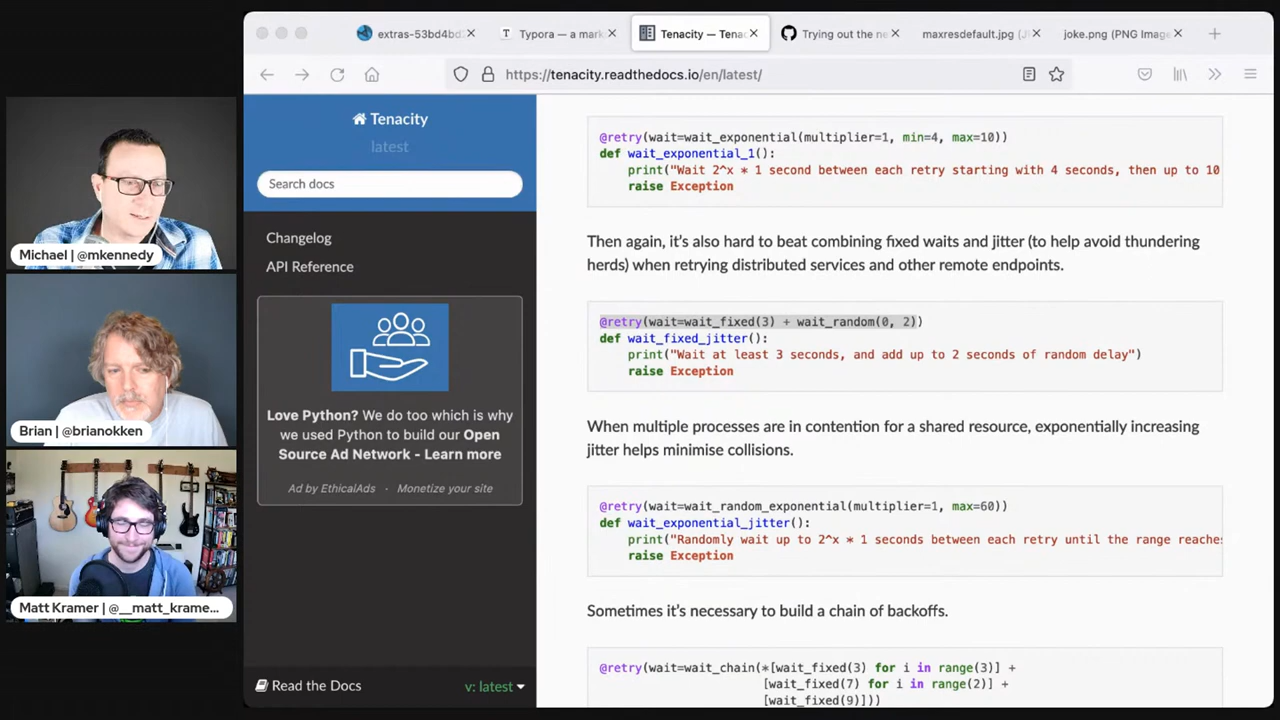 extras-53bd4bd
Typora — a mark
Tenacity — Tenac
Trying out the ne
maxresdefault.jpg (J
joke.png (PNG Image
https://tenacity.readthedocs.io/en/latest/
Tenacity
latest
Search docs
Changelog
API Reference
Love Python? We do too which is why
we used Python to build our Open
Source Ad Network - Learn more
Ad by EthicalAds · Monetize your site
Read the Docs
v: latest
@retry(wait=wait_exponential(multiplier=1, min=4, max=10))
def wait_exponential_1():
print("Wait 2^x * 1 second between each retry starting with 4 seconds, then up to 10
raise Exception
Then again, it's also hard to beat combining fixed waits and jitter (to help avoid thundering
herds) when retrying distributed services and other remote endpoints.
@retry(wait=wait_fixed(3) + wait_random(0, 2))
def wait_fixed_jitter():
print("Wait at least 3 seconds, and add up to 2 seconds of random delay")
raise Exception
When multiple processes are in contention for a shared resource, exponentially increasing
jitter helps minimise collisions.
@retry(wait=wait_random_exponential(multiplier=1, max=60))
def wait_exponential_jitter():
print("Randomly wait up to 2^x * 1 seconds between each retry until the range reaches
raise Exception
Sometimes it's necessary to build a chain of backoffs.
@retry(wait=wait_chain(*[wait_fixed(3) for i in range(3)] +
[wait_fixed(7) for i in range(2)] +
[wait_fixed(9)]))
Michael | @mkennedy
Brian | @brianokken
Matt Kramer | @__matt_krame...